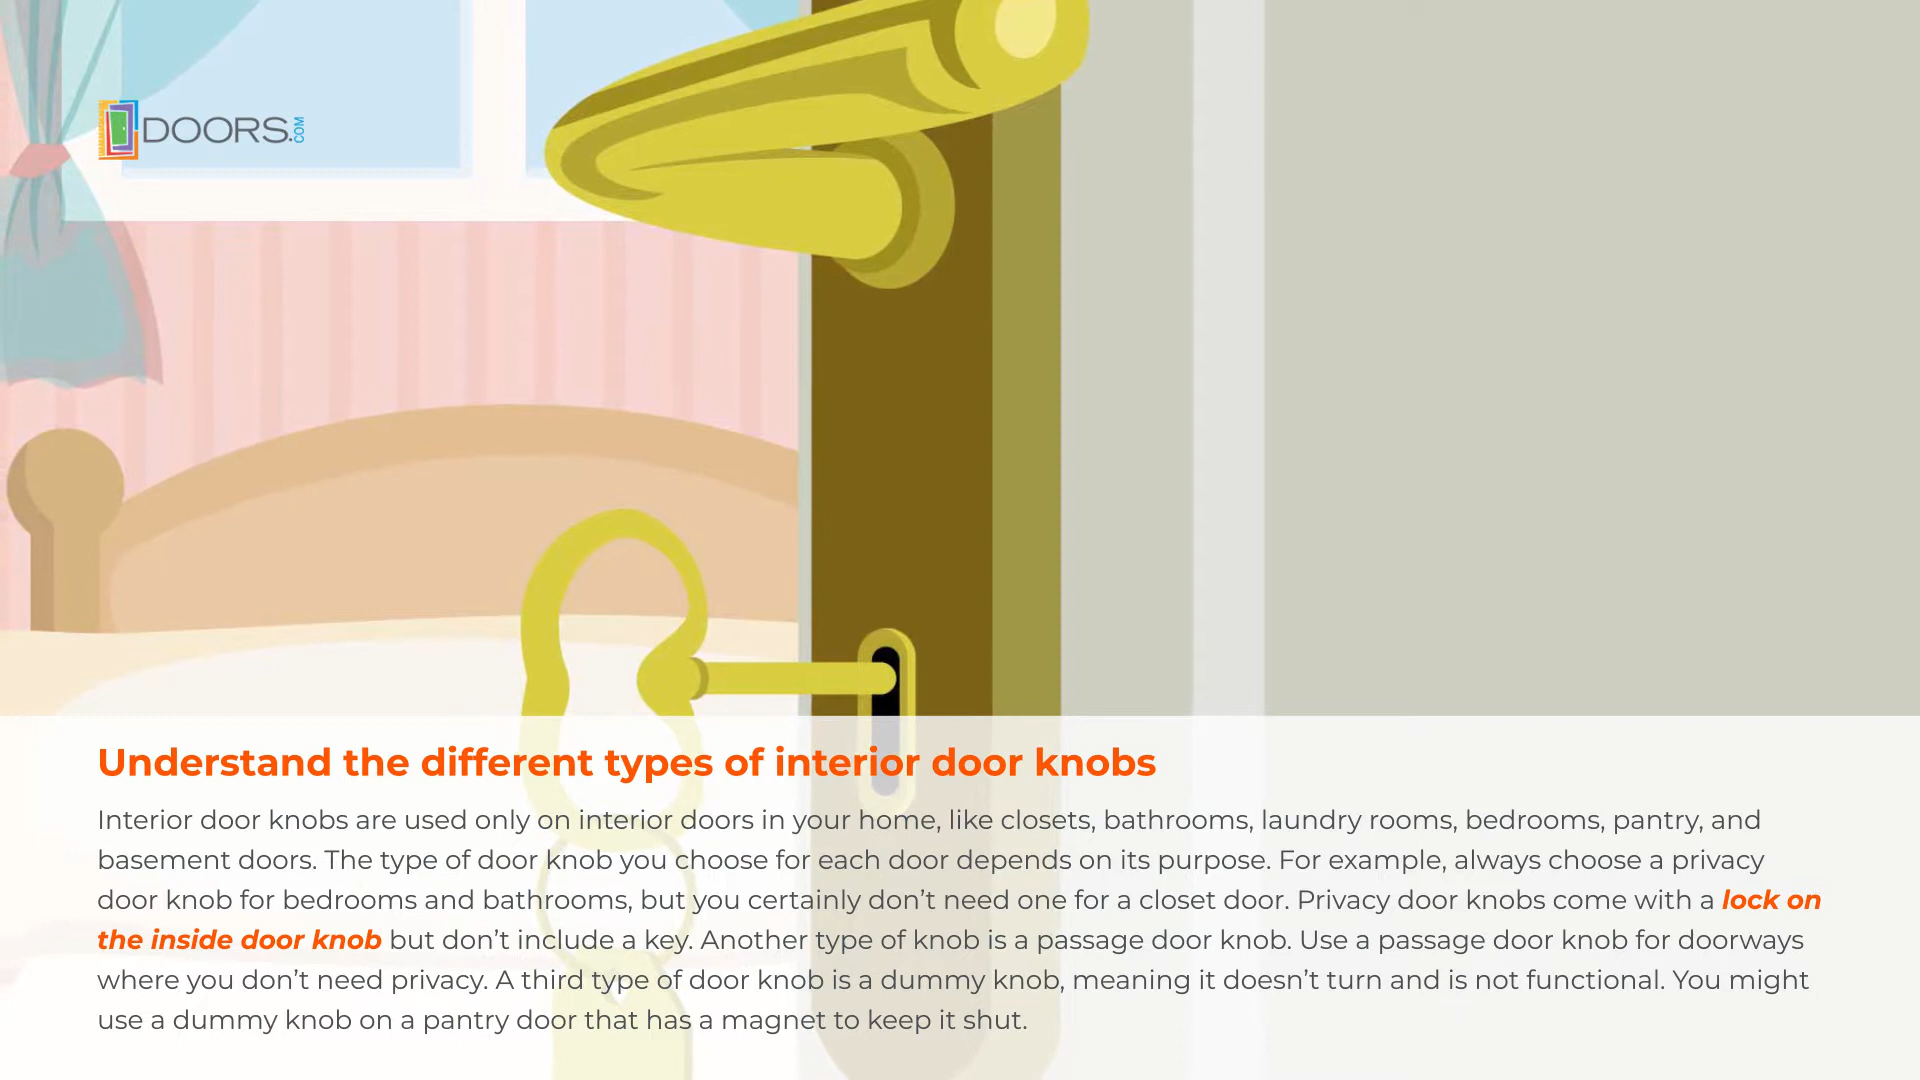 DOORS.COM
Understand the different types of interior door knobs
Interior door knobs are used only on interior doors in your home, like closets, bathrooms, laundry rooms, bedrooms, pantry, and
basement doors. The type of door knob you choose for each door depends on its purpose. For example, always choose a privacy
door knob for bedrooms and bathrooms, but you certainly don’t need one for a closet door. Privacy door knobs come with a lock on
the inside door knob but don’t include a key. Another type of knob is a passage door knob. Use a passage door knob for doorways
where you don’t need privacy. A third type of door knob is a dummy knob, meaning it doesn’t turn and is not functional. You might
use a dummy knob on a pantry door that has a magnet to keep it shut.